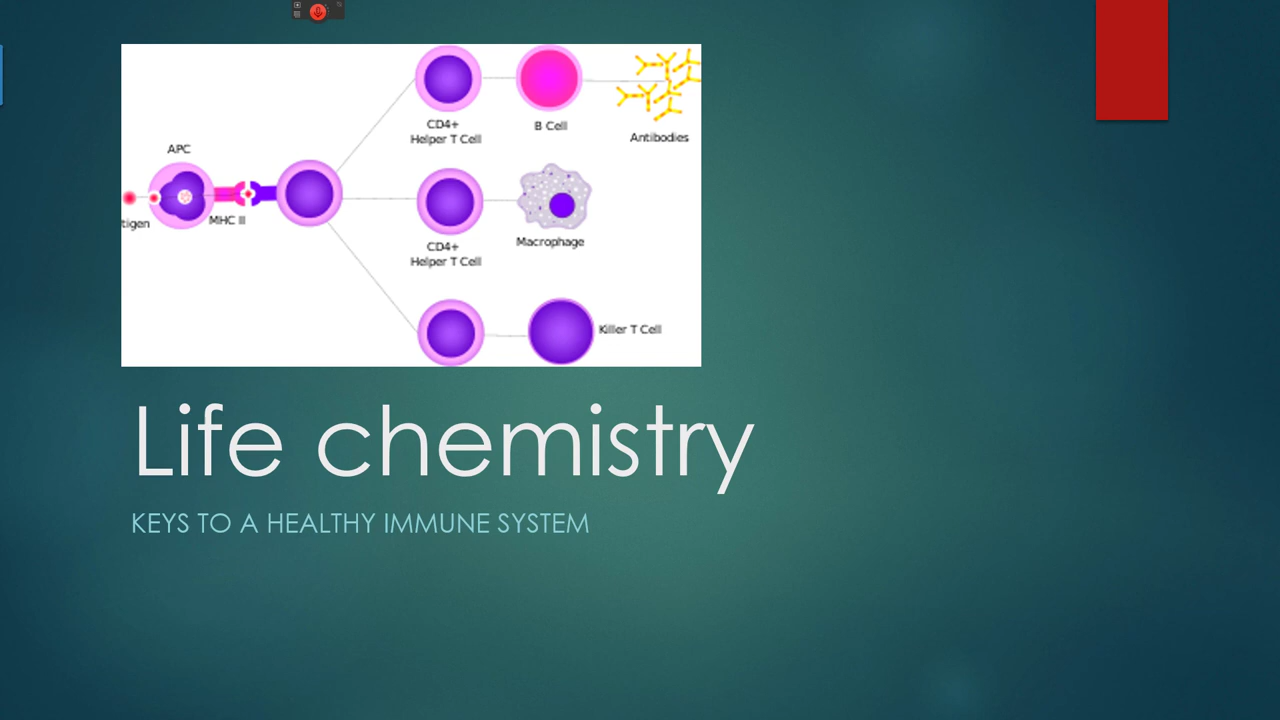 CD4+
Helper T Cell
B Cell
Antibodies
APC
tigen
MHC II
CD4+
Helper T Cell
Macrophage
Killer T Cell
Life chemistry
KEYS TO A HEALTHY IMMUNE SYSTEM